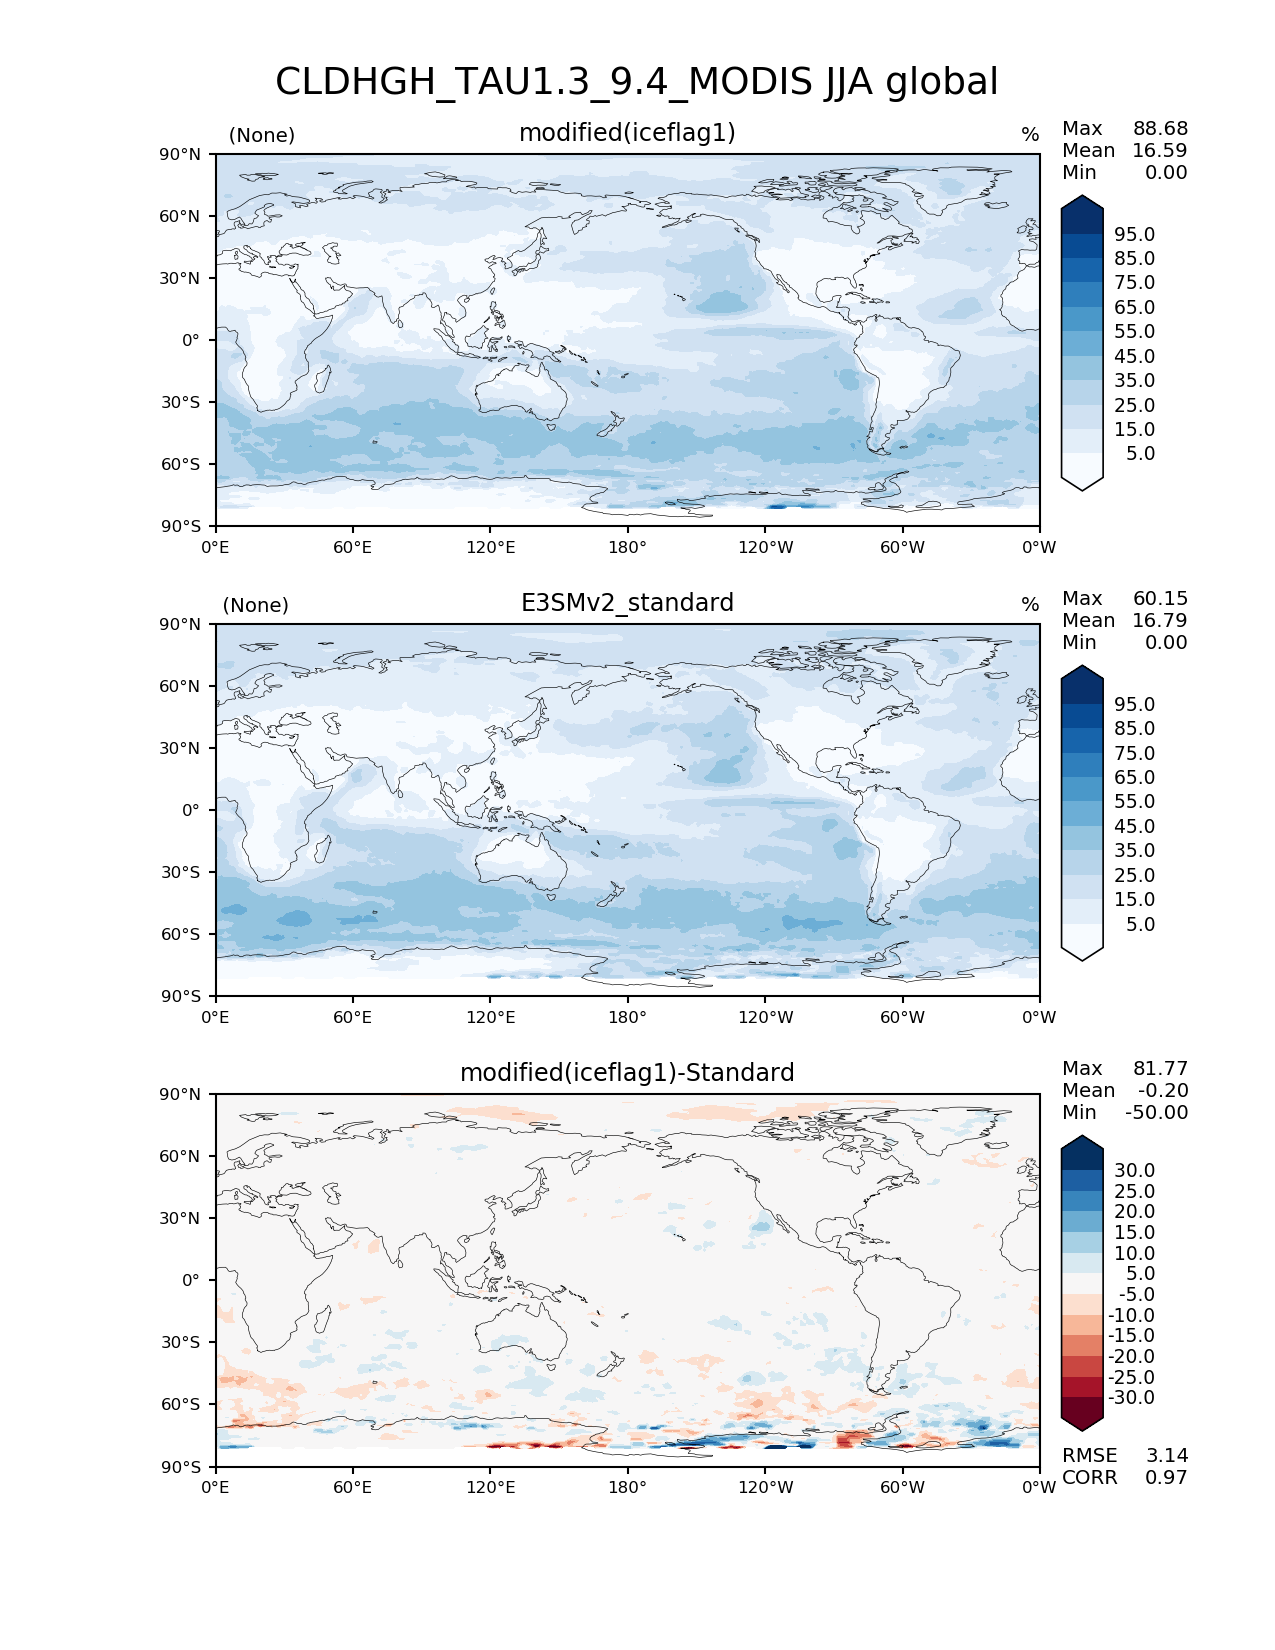 CLDHGH_TAU1.3_9.4_MODIS JJA global
(None) modified(iceflag1) %
Max 88.68
Mean 16.59
Min 0.00
90°N
60°N
30°N
0°
30°S
60°S
90°S
0°E 60°E 120°E 180° 120°W 60°W 0°W
95.0
85.0
75.0
65.0
55.0
45.0
35.0
25.0
15.0
5.0
(None) E3SMv2_standard %
Max 60.15
Mean 16.79
Min 0.00
90°N
60°N
30°N
0°
30°S
60°S
90°S
0°E 60°E 120°E 180° 120°W 60°W 0°W
95.0
85.0
75.0
65.0
55.0
45.0
35.0
25.0
15.0
5.0
modified(iceflag1)-Standard
Max 81.77
Mean -0.20
Min -50.00
90°N
60°N
30°N
0°
30°S
60°S
90°S
0°E 60°E 120°E 180° 120°W 60°W 0°W
30.0
25.0
20.0
15.0
10.0
5.0
-5.0
-10.0
-15.0
-20.0
-25.0
-30.0
RMSE 3.14
CORR 0.97